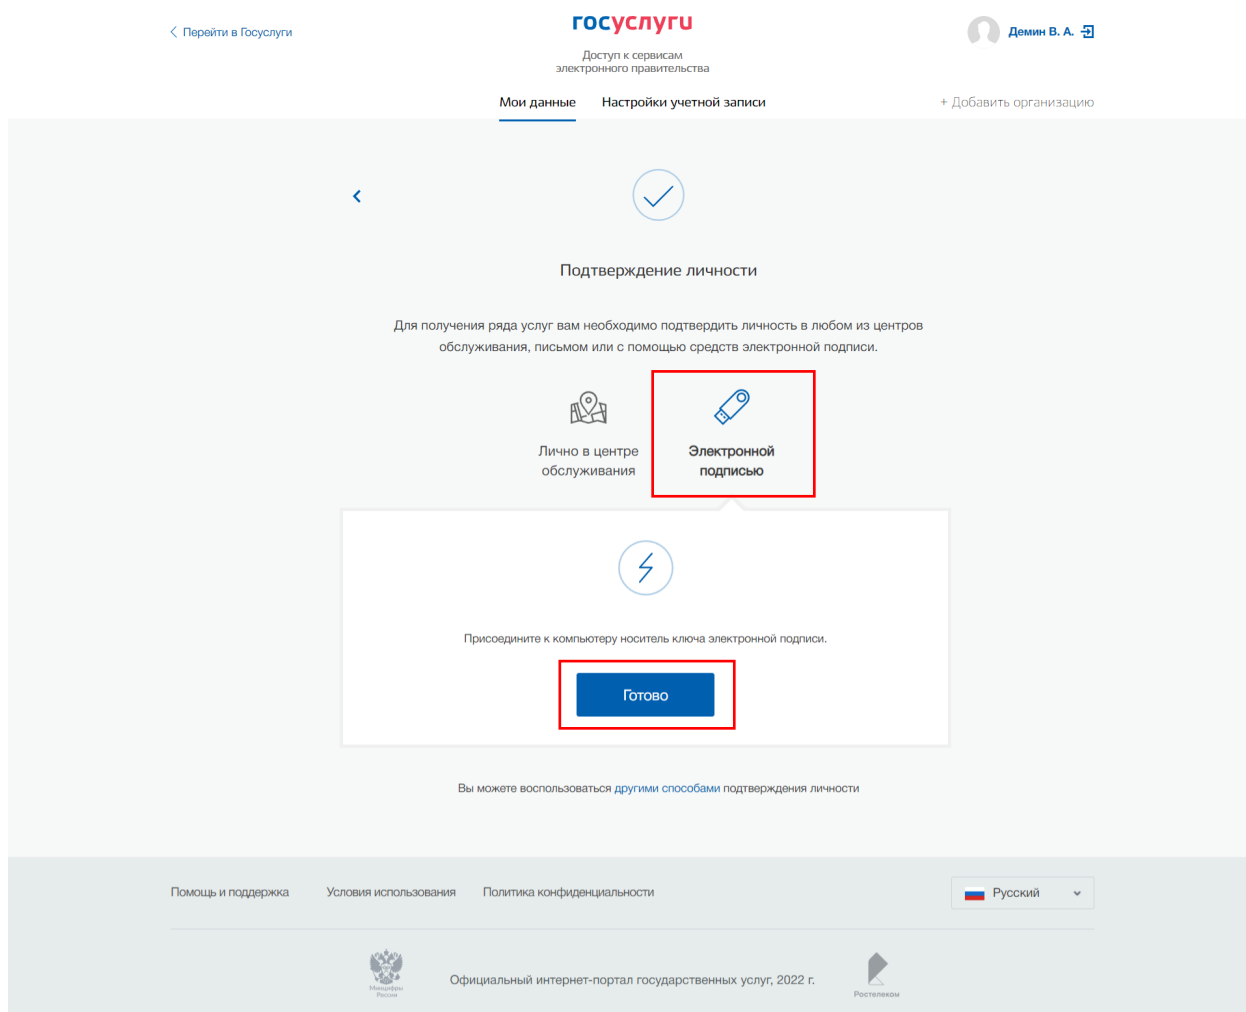 Перейти в Госуслуги
госуслуги
Демин В. А.
Доступ к сервисам
электронного правительства
Мои данные
Настройки учетной записи
+ Добавить организацию
Подтверждение личности
Для получения ряда услуг вам необходимо подтвердить личность в любом из центров
обслуживания, письмом или с помощью средств электронной подписи.
Лично в центре
обслуживания
Электронной
подписью
Присоедините к компьютеру носитель ключа электронной подписи.
Готово
Вы можете воспользоваться другими способами подтверждения личности
Помощь и поддержка
Условия использования
Политика конфиденциальности
Русский
Минцифры
России
Официальный интернет-портал государственных услуг, 2022 г.
Ростелеком